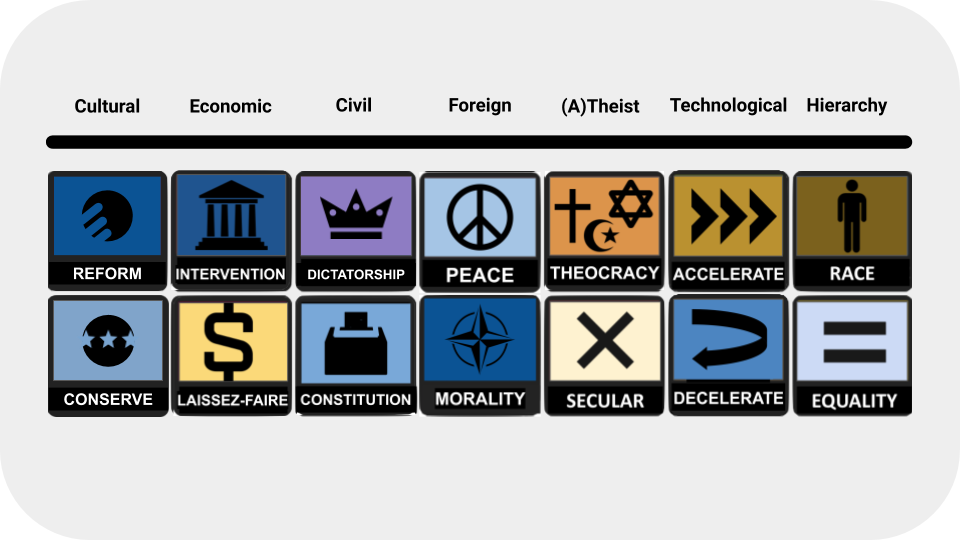 Cultural Economic Civil Foreign (A)Theist Technological Hierarchy
REFORM INTERVENTION DICTATORSHIP PEACE THEOCRACY ACCELERATE RACE
CONSERVE LAISSEZ-FAIRE CONSTITUTION MORALITY SECULAR DECELERATE EQUALITY